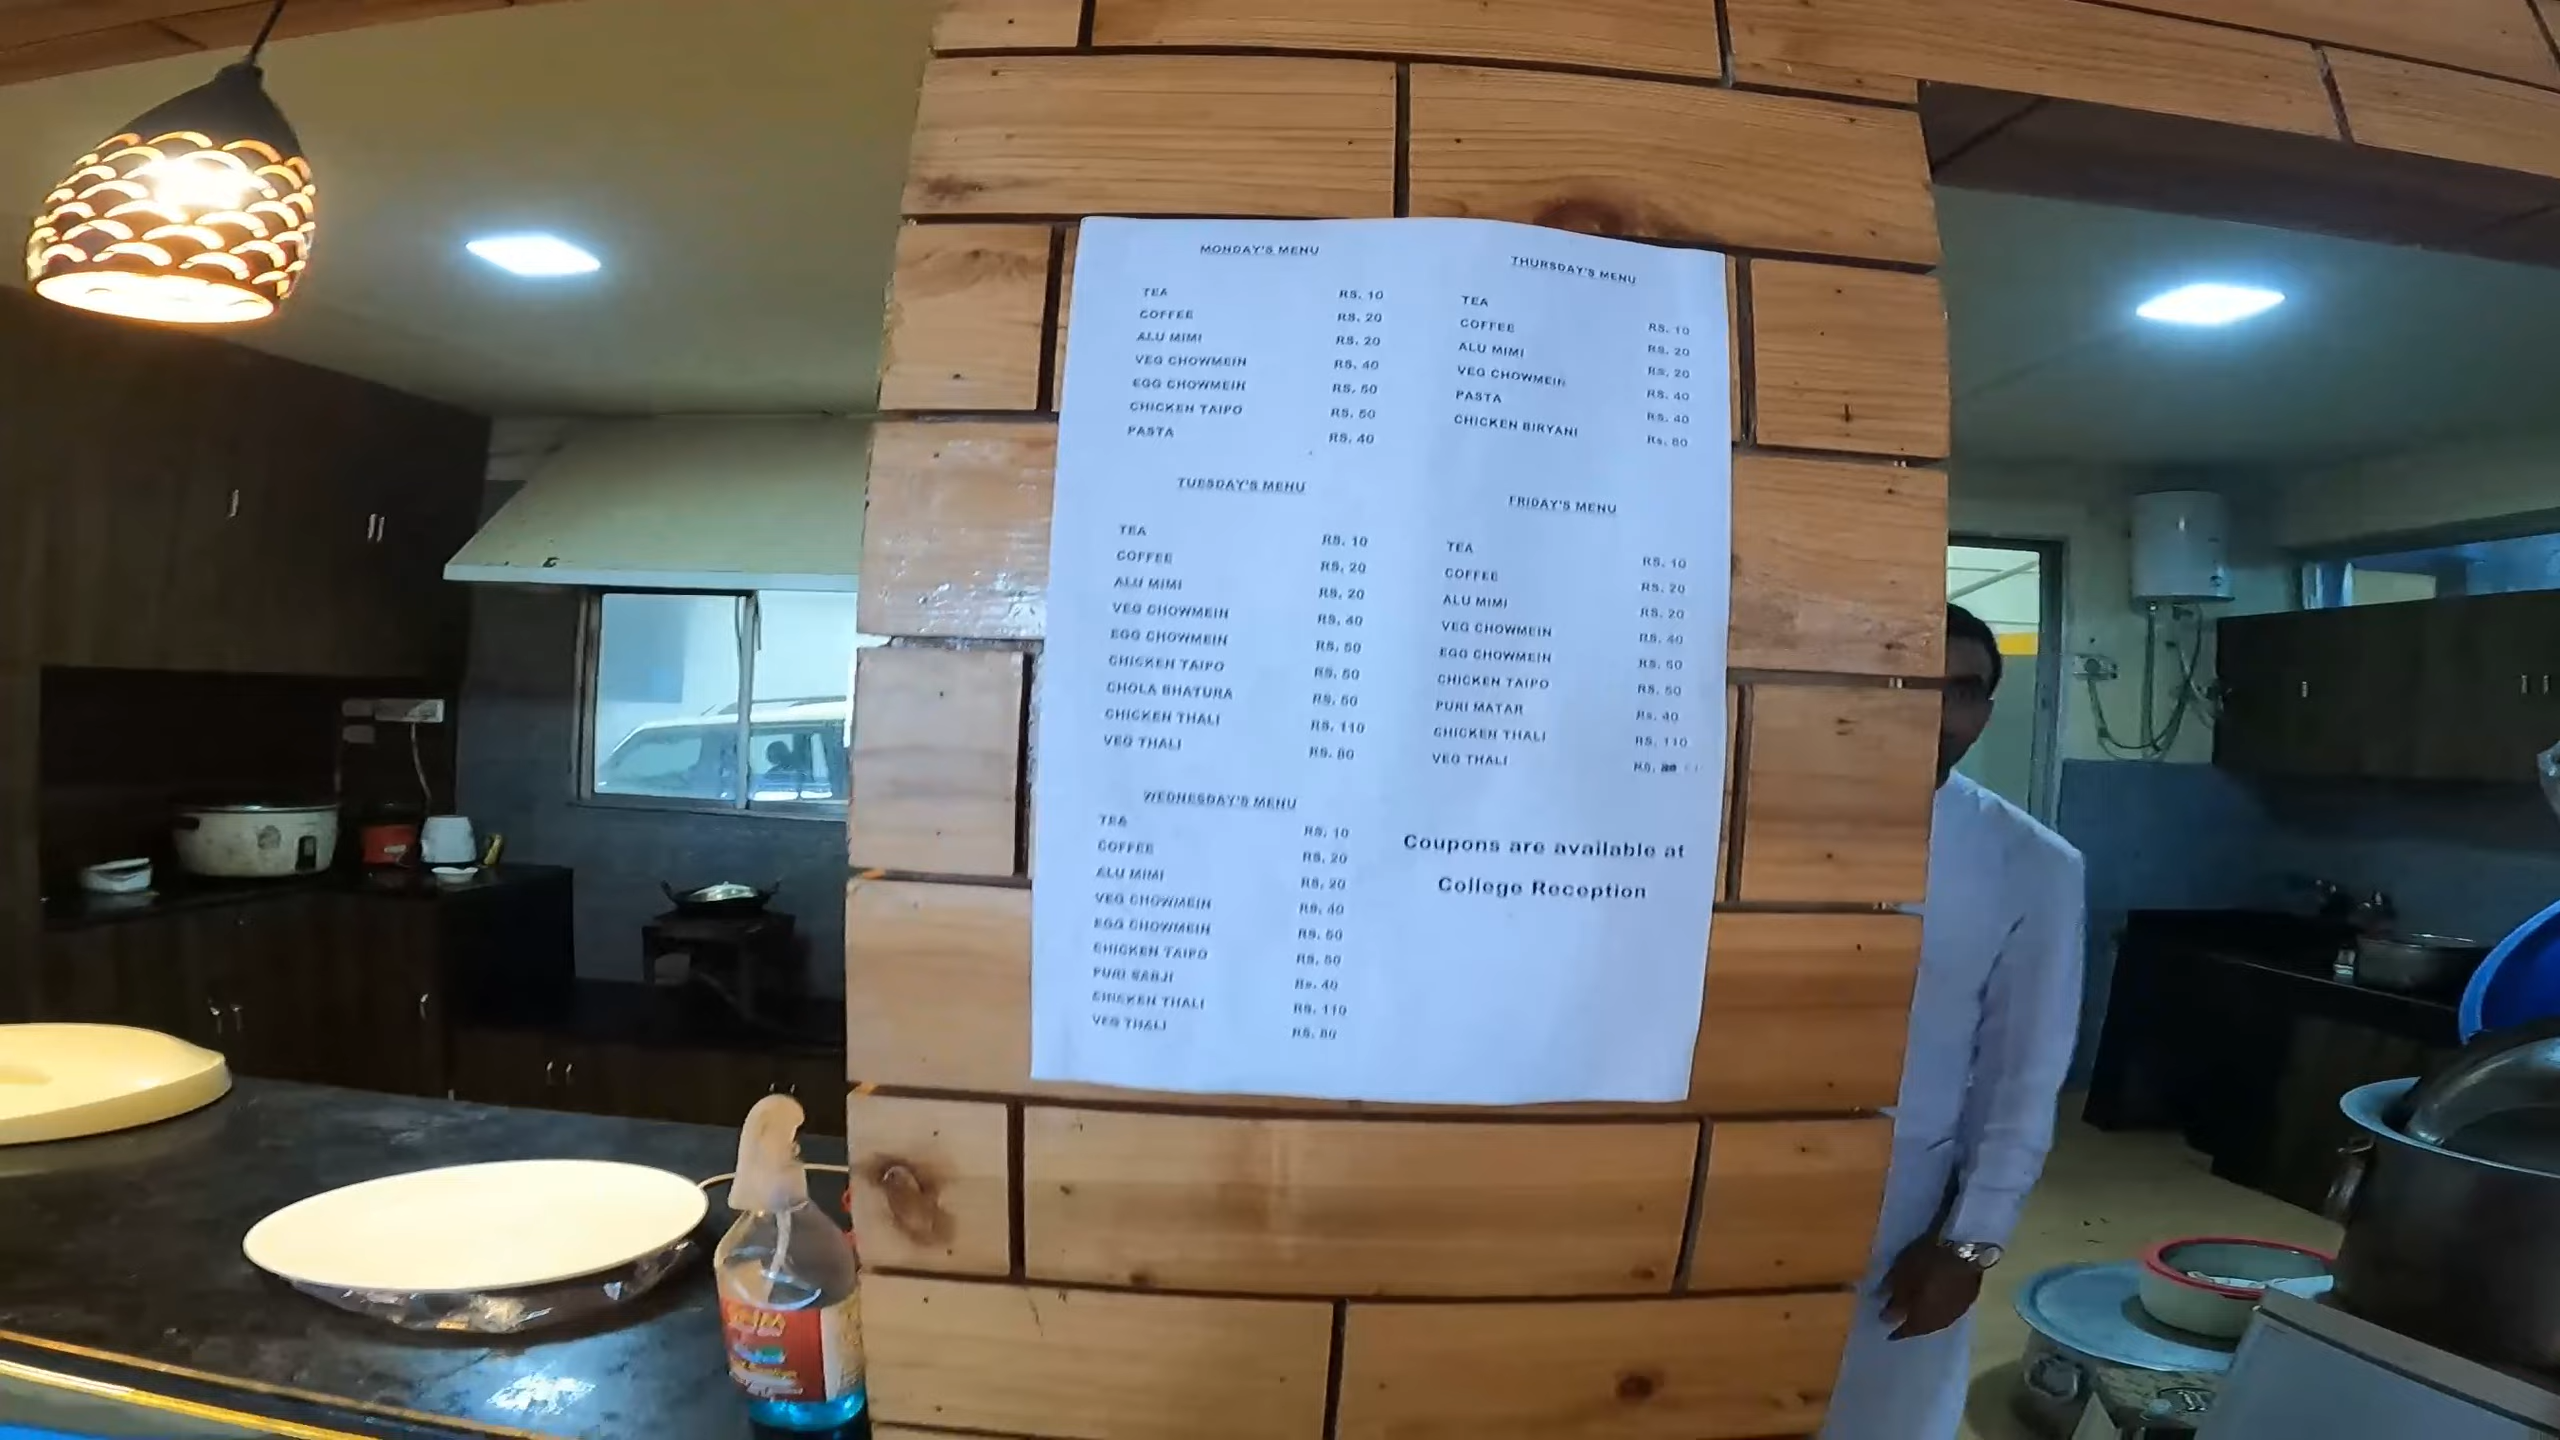 MONDAY'S MENU
TEA RS. 10
COFFEE RS. 20
ALU MIMI RS. 20
VEG CHOWMEIN RS. 40
EGG CHOWMEIN RS. 50
CHICKEN TAIPO RS. 50
PASTA RS. 40
TUESDAY'S MENU
TEA RS. 10
COFFEE RS. 20
ALU MIMI RS. 20
VEG CHOWMEIN RS. 40
EGG CHOWMEIN RS. 50
CHICKEN TAIPO RS. 50
CHOLA BHATURA RS. 50
CHICKEN THALI RS. 110
VEG THALI RS. 80
WEDNESDAY'S MENU
TEA RS. 10
COFFEE RS. 20
ALU MIMI RS. 20
VEG CHOWMEIN RS. 40
EGG CHOWMEIN RS. 50
CHICKEN TAIPO RS. 50
PURI SABJI Rs. 40
CHICKEN THALI RS. 110
VEG THALI RS. 80
THURSDAY'S MENU
TEA RS. 10
COFFEE RS. 20
ALU MIMI RS. 20
VEG CHOWMEIN RS. 40
PASTA RS. 40
CHICKEN BIRYANI Rs. 80
FRIDAY'S MENU
TEA RS. 10
COFFEE RS. 20
ALU MIMI RS. 20
VEG CHOWMEIN RS. 40
EGG CHOWMEIN RS. 50
CHICKEN TAIPO RS. 50
PURI MATAR Rs. 40
CHICKEN THALI RS. 110
VEG THALI RS.
Coupons are available at
College Reception